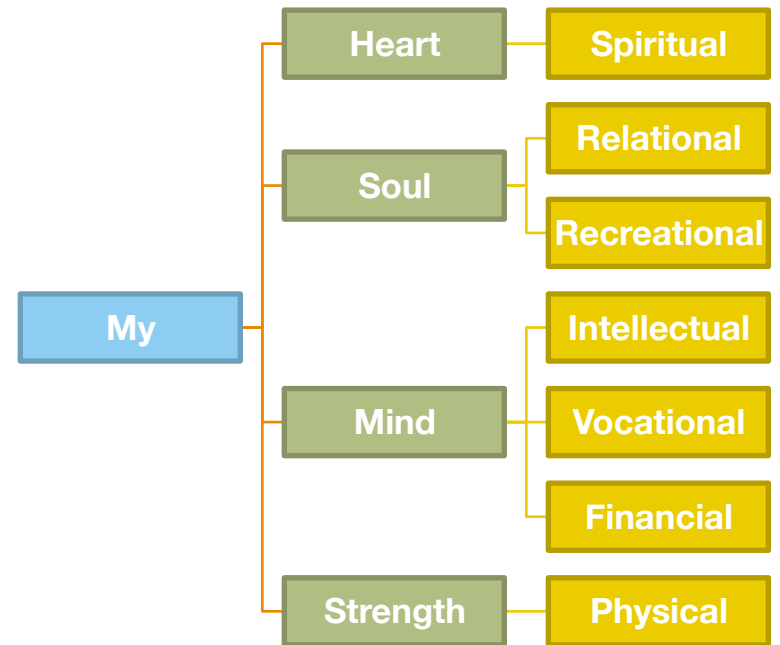 My
Heart
Spiritual
Soul
Relational
Recreational
Mind
Intellectual
Vocational
Financial
Strength
Physical